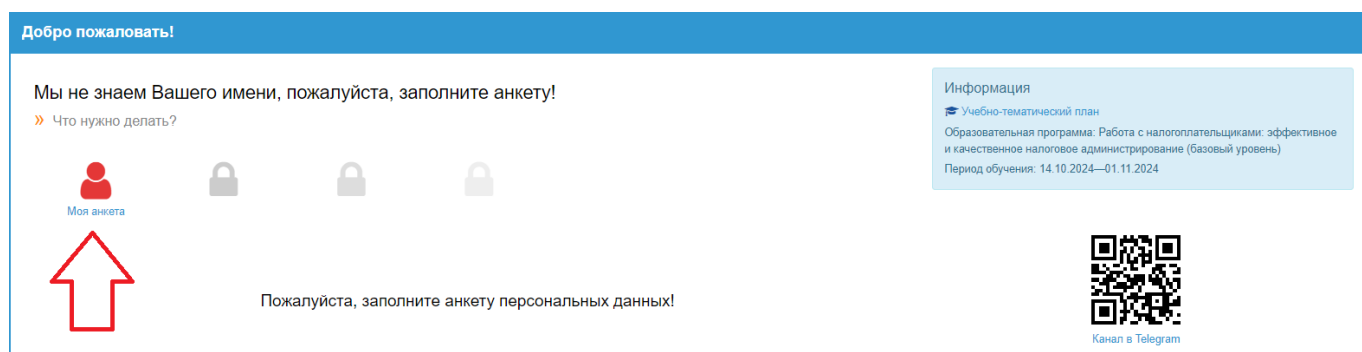 Добро пожаловать!
Мы не знаем Вашего имени, пожалуйста, заполните анкету!
» Что нужно делать?
Моя анкета
Пожалуйста, заполните анкету персональных данных!
Информация
Учебно-тематический план
Образовательная программа: Работа с налогоплательщиками: эффективное
и качественное налоговое администрирование (базовый уровень)
Период обучения: 14.10.2024—01.11.2024
Канал в Telegram